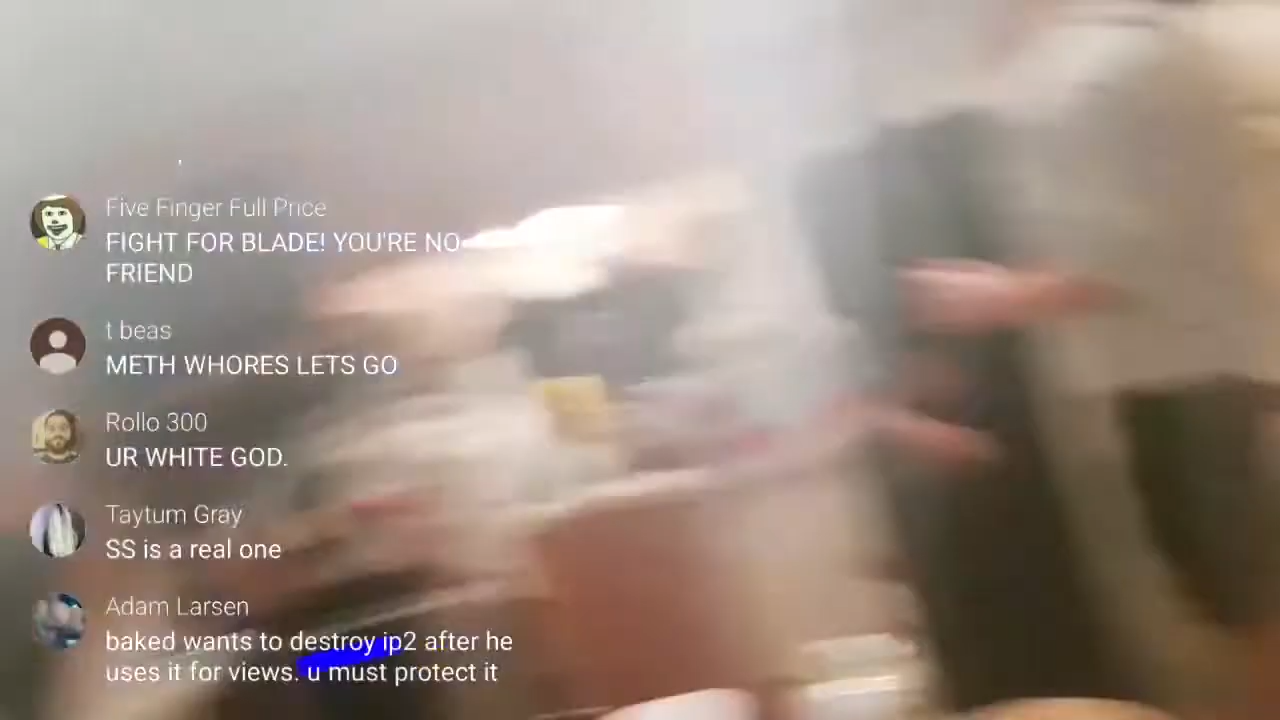 Five Finger Full Price
FIGHT FOR BLADE! YOU'RE NO
FRIEND
t beas
METH WHORES LETS GO
Rollo 300
UR WHITE GOD.
Taytum Gray
SS is a real one
Adam Larsen
baked wants to destroy ip2 after he
uses it for views. u must protect it